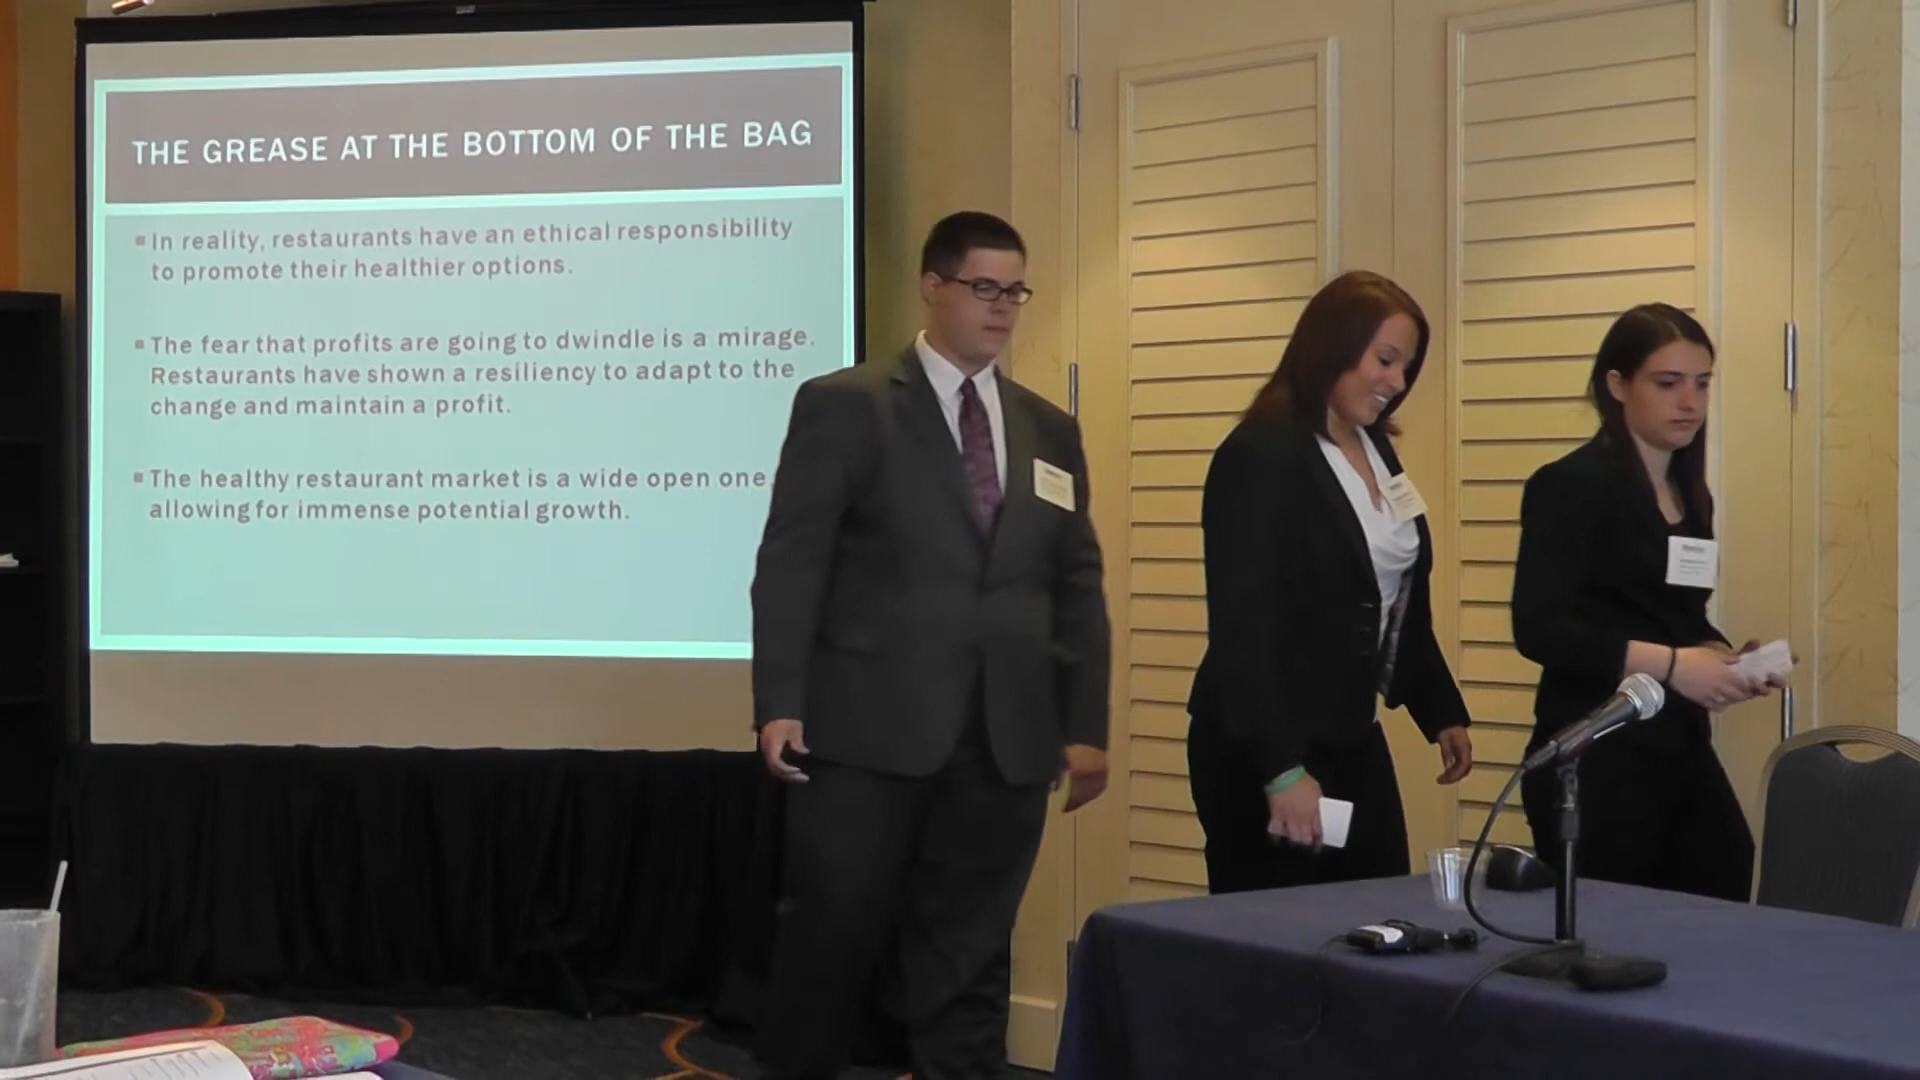 THE GREASE AT THE BOTTOM OF THE BAG
▪ In reality, restaurants have an ethical responsibility
to promote their healthier options.
▪ The fear that profits are going to dwindle is a mirage.
Restaurants have shown a resiliency to adapt to the
change and maintain a profit.
▪ The healthy restaurant market is a wide open one,
allowing for immense potential growth.